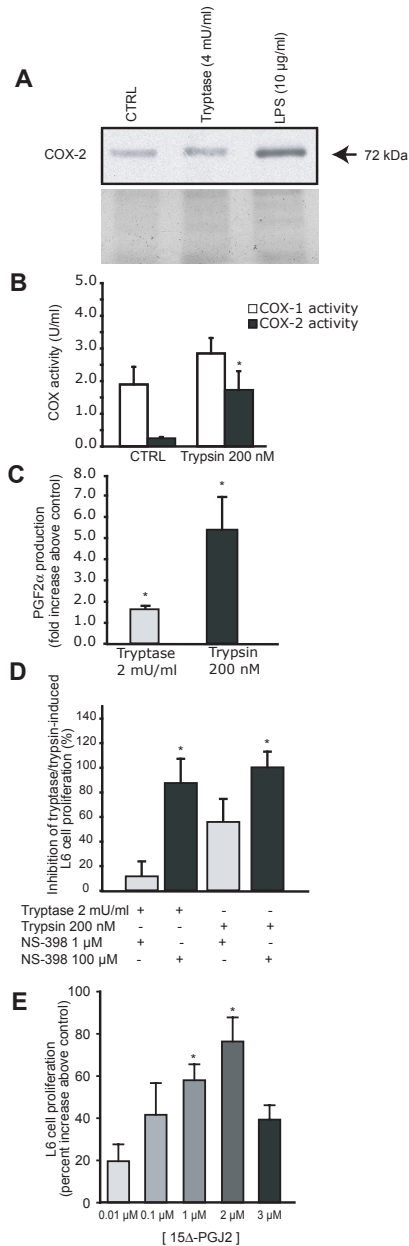 A
CTRL
Tryptase (4 mU/ml)
LPS (10 µg/ml)
COX-2
72 kDa
B
COX activity (U/ml)
5.0
4.0
3.0
2.0
1.0
0.0
COX-1 activity
COX-2 activity
*
CTRL
Trypsin 200 nM
C
PGF2α production
(fold increase above control)
8.0
7.0
6.0
5.0
4.0
3.0
2.0
1.0
0.0
*
*
Tryptase
2 mU/ml
Trypsin
200 nM
D
Inhibition of tryptase/trypsin-induced
L6 cell proliferation (%)
140
120
100
80
60
40
20
0
*
*
Tryptase 2 mU/ml + + - -
Trypsin 200 nM - - + +
NS-398 1 µM + - + -
NS-398 100 µM - + - +
E
L6 cell proliferation
(percent increase above control)
100
80
60
40
20
0
*
*
0.01 µM 0.1 µM 1 µM 2 µM 3 µM
[ 15Δ-PGJ2 ]